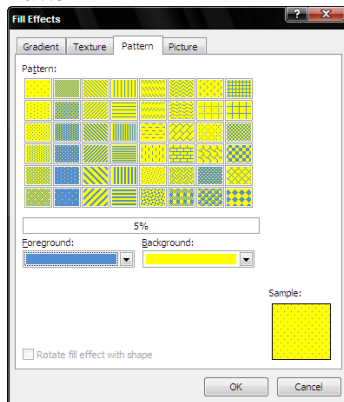 Fill Effects
Gradient Texture Pattern Picture
Pattern:
5%
Foreground: Background:
Sample:
Rotate fill effect with shape
OK Cancel